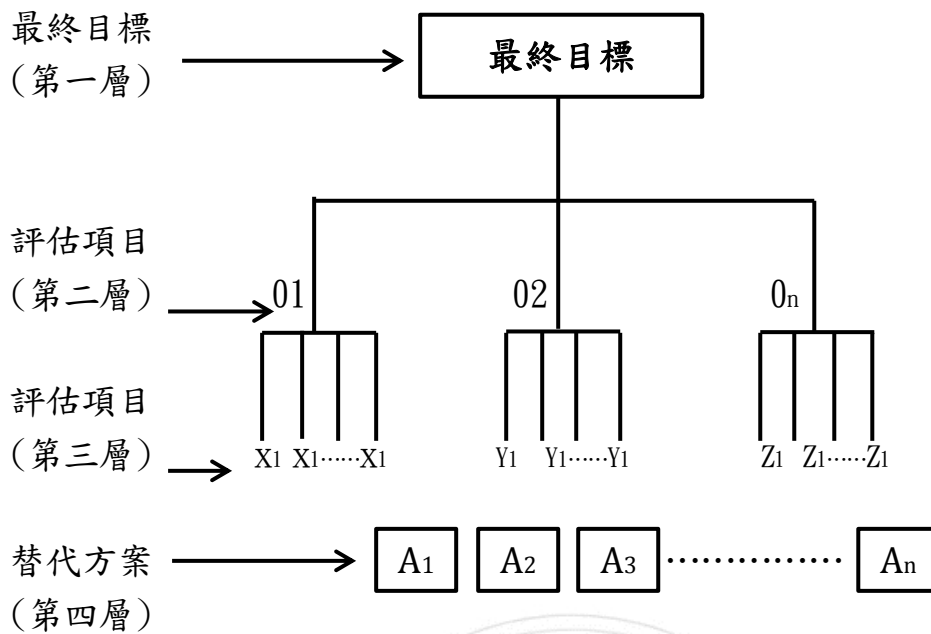 最終目標
(第一層)
最終目標
評估項目
(第二層)
01
02
0n
評估項目
(第三層)
X1 X1……X1
Y1 Y1……Y1
Z1 Z1……Z1
替代方案
(第四層)
A1 A2 A3 ……………… An